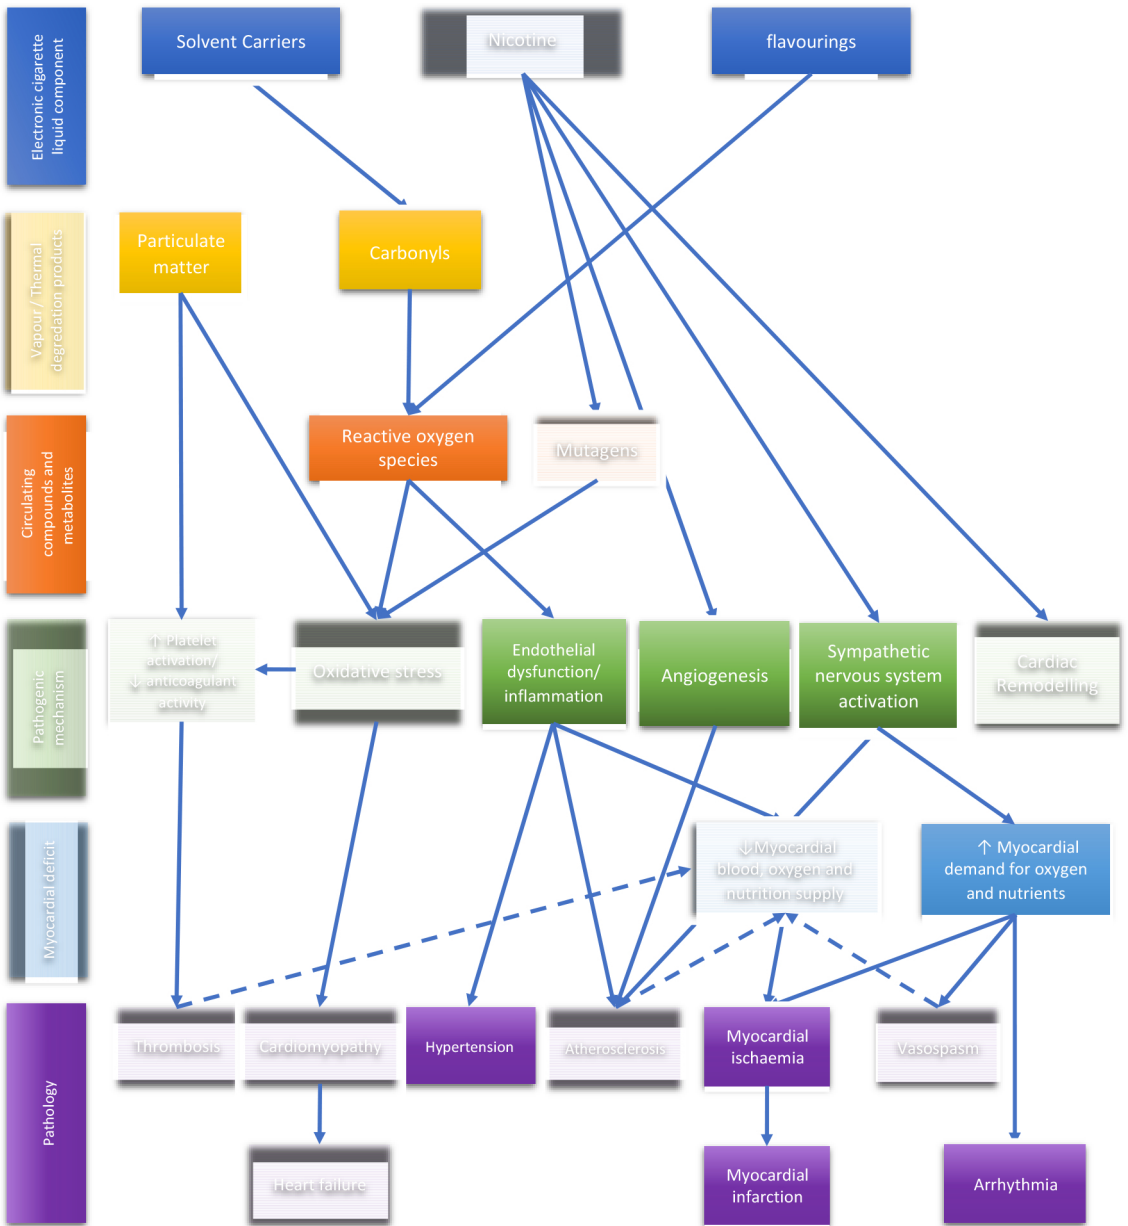 Electronic cigarette
liquid component
Solvent Carriers
Nicotine
flavourings
Vapour / Thermal
degredation products
Particulate
matter
Carbonyls
Circulating
compounds and
metabolites
Reactive oxygen
species
Mutagens
Pathogenic
mechanism
↑ Platelet
activation/
↓ anticoagulant
activity
Oxidative stress
Endothelial
dysfunction/
inflammation
Angiogenesis
Sympathetic
nervous system
activation
Cardiac
Remodelling
Myocardial deficit
↓Myocardial
blood, oxygen and
nutrition supply
↑ Myocardial
demand for oxygen
and nutrients
Pathology
Thrombosis
Cardiomyopathy
Hypertension
Atherosclerosis
Myocardial
ischaemia
Vasospasm
Heart failure
Myocardial
infarction
Arrhythmia